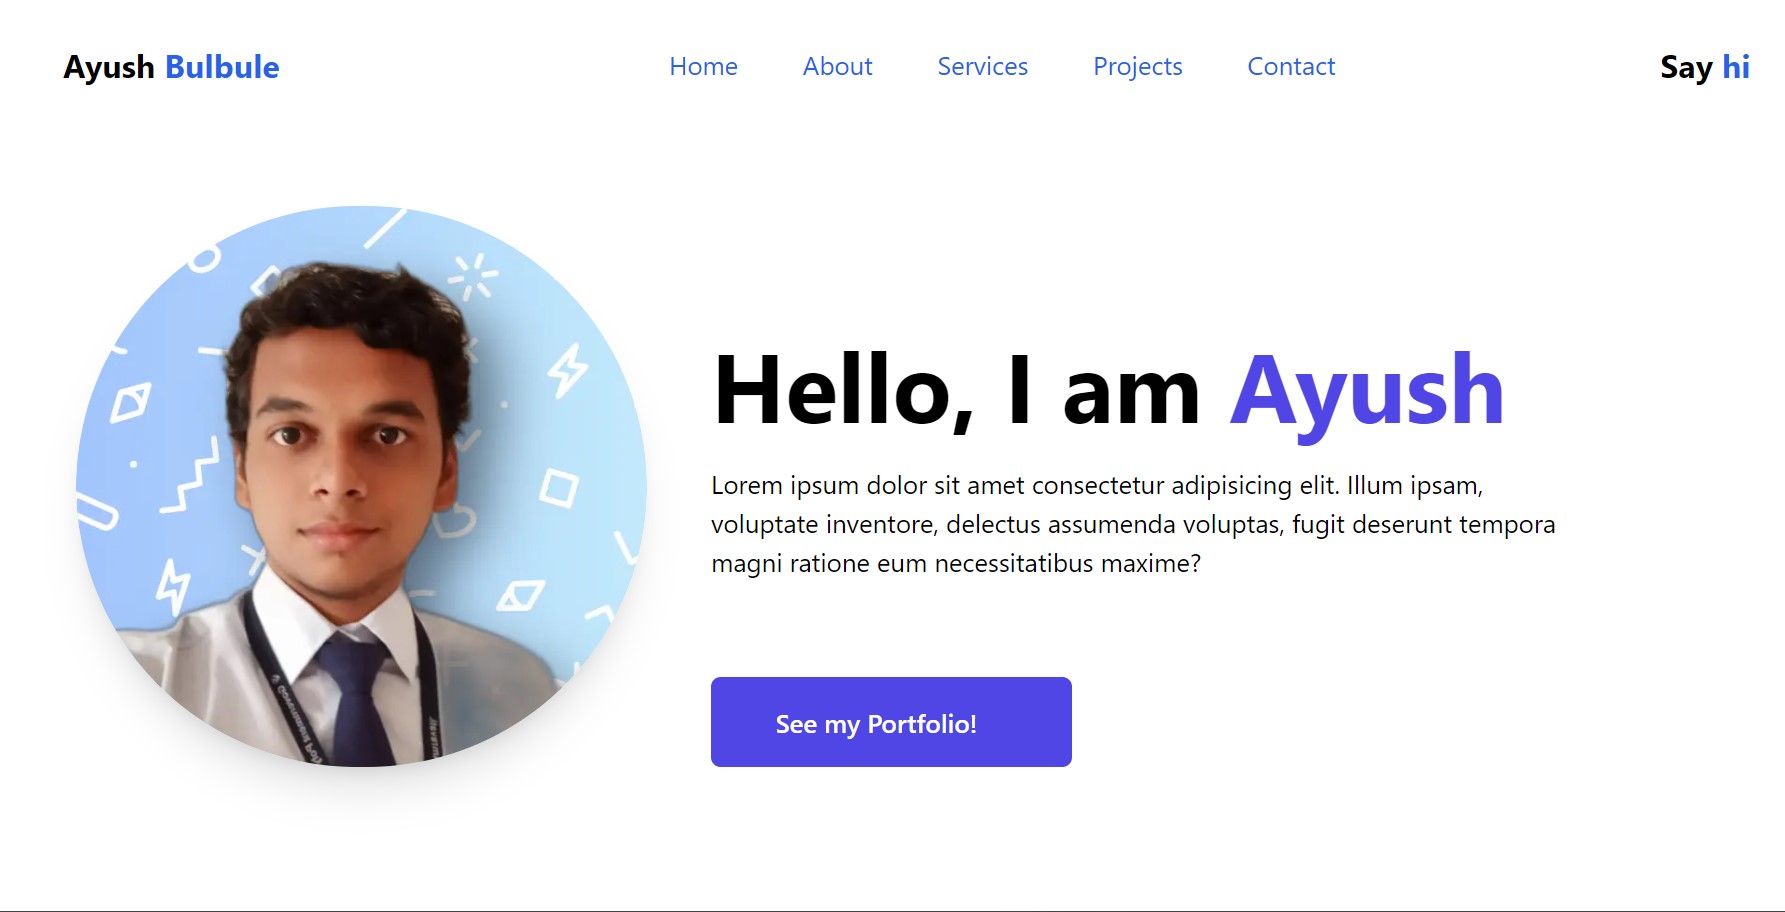 Ayush Bulbule
Home About Services Projects Contact
Say hi
Hello, I am Ayush
Lorem ipsum dolor sit amet consectetur adipisicing elit. Illum ipsam,
voluptate inventore, delectus assumenda voluptas, fugit deserunt tempora
magni ratione eum necessitatibus maxime?
See my Portfolio!